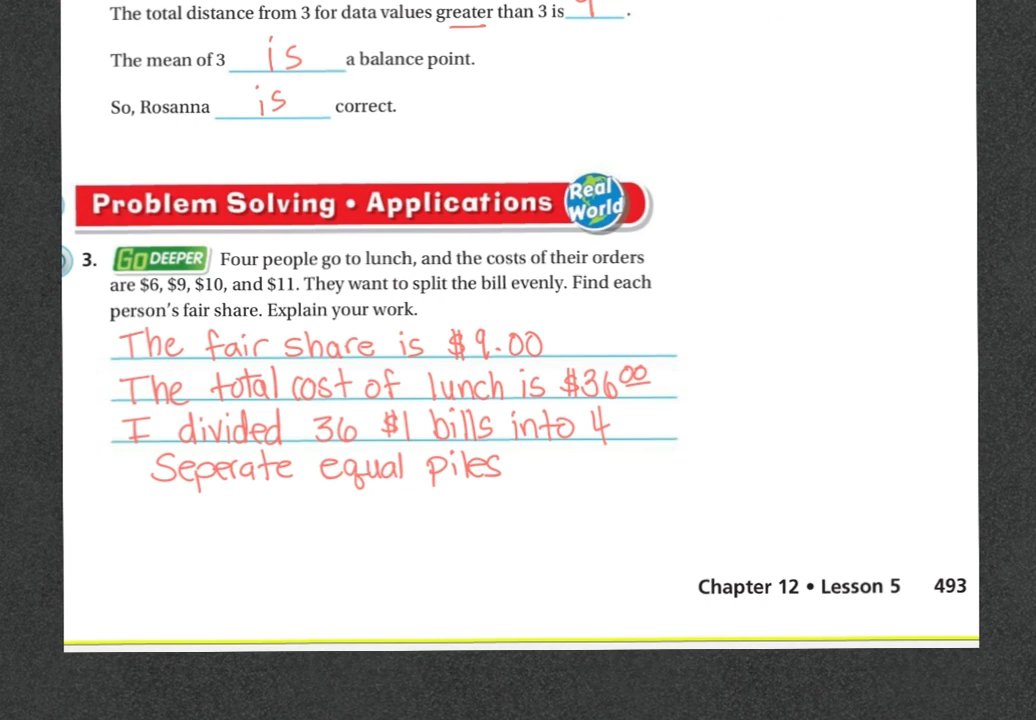 The total distance from 3 for data values greater than 3 is ____.
The mean of 3 is a balance point.
So, Rosanna is correct.
Problem Solving • Applications Real World
3. GO DEEPER Four people go to lunch, and the costs of their orders
are $6, $9, $10, and $11. They want to split the bill evenly. Find each
person's fair share. Explain your work.
The fair share is $9.00
The total cost of lunch is $36 00
I divided 36 $1 bills into 4
Seperate equal piles
Chapter 12 • Lesson 5 493